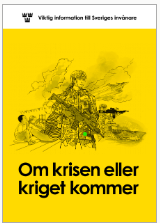 Viktig information till Sveriges invånare
Om krisen eller
kriget kommer